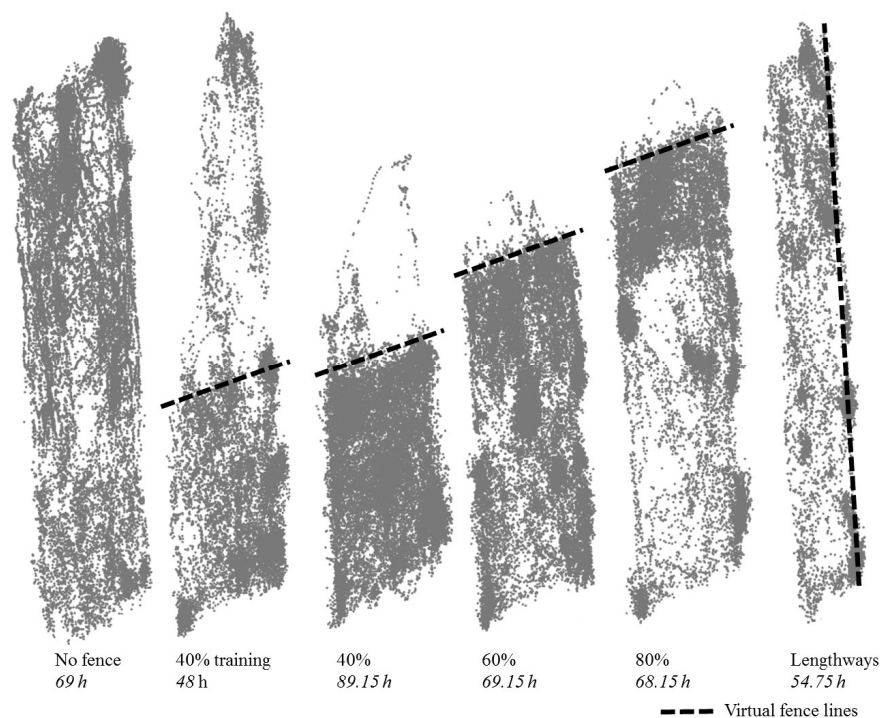 No fence 40% training 40% 60% 80% Lengthways
69 h 48 h 89.15 h 69.15 h 68.15 h 54.75 h
Virtual fence lines